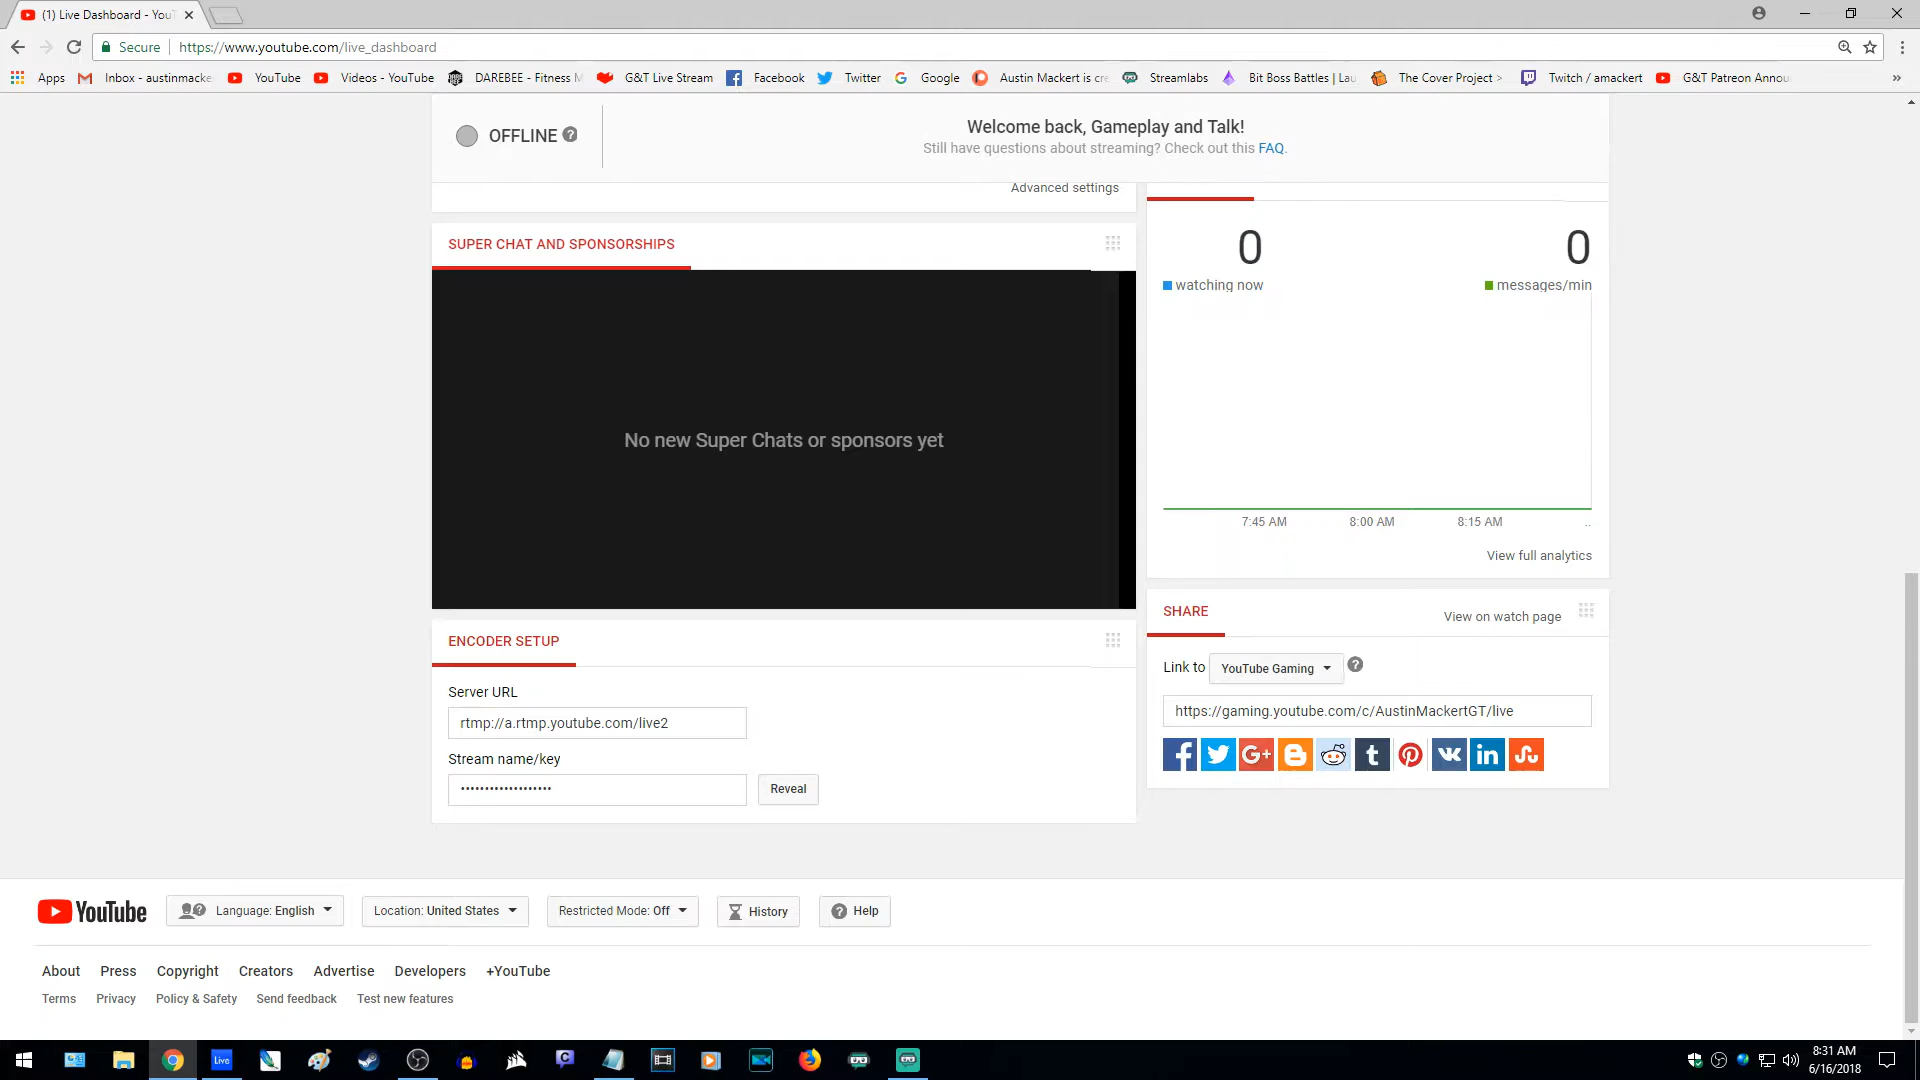 (1) Live Dashboard - You
Secure
https://www.youtube.com/live_dashboard
Apps
Inbox - austinmacke
YouTube
Videos - YouTube
DAREBEE - Fitness
G&T Live Stream
Facebook
Twitter
Google
Austin Mackert is cre
Streamlabs
Bit Boss Battles | Lau
The Cover Project >
Twitch / amackert
G&T Patreon Annou
»
OFFLINE ?
Welcome back, Gameplay and Talk!
Still have questions about streaming? Check out this FAQ.
Advanced settings
SUPER CHAT AND SPONSORSHIPS
No new Super Chats or sponsors yet
0
watching now
0
messages/min
7:45 AM
8:00 AM
8:15 AM
..
View full analytics
ENCODER SETUP
Server URL
rtmp://a.rtmp.youtube.com/live2
Stream name/key
•••••••••••••••••••
Reveal
SHARE
View on watch page
Link to
YouTube Gaming
?
https://gaming.youtube.com/c/AustinMackertGT/live
YouTube
Language: English
Location: United States
Restricted Mode: Off
History
Help
About
Press
Copyright
Creators
Advertise
Developers
+YouTube
Terms
Privacy
Policy & Safety
Send feedback
Test new features
Live
8:31 AM
6/16/2018